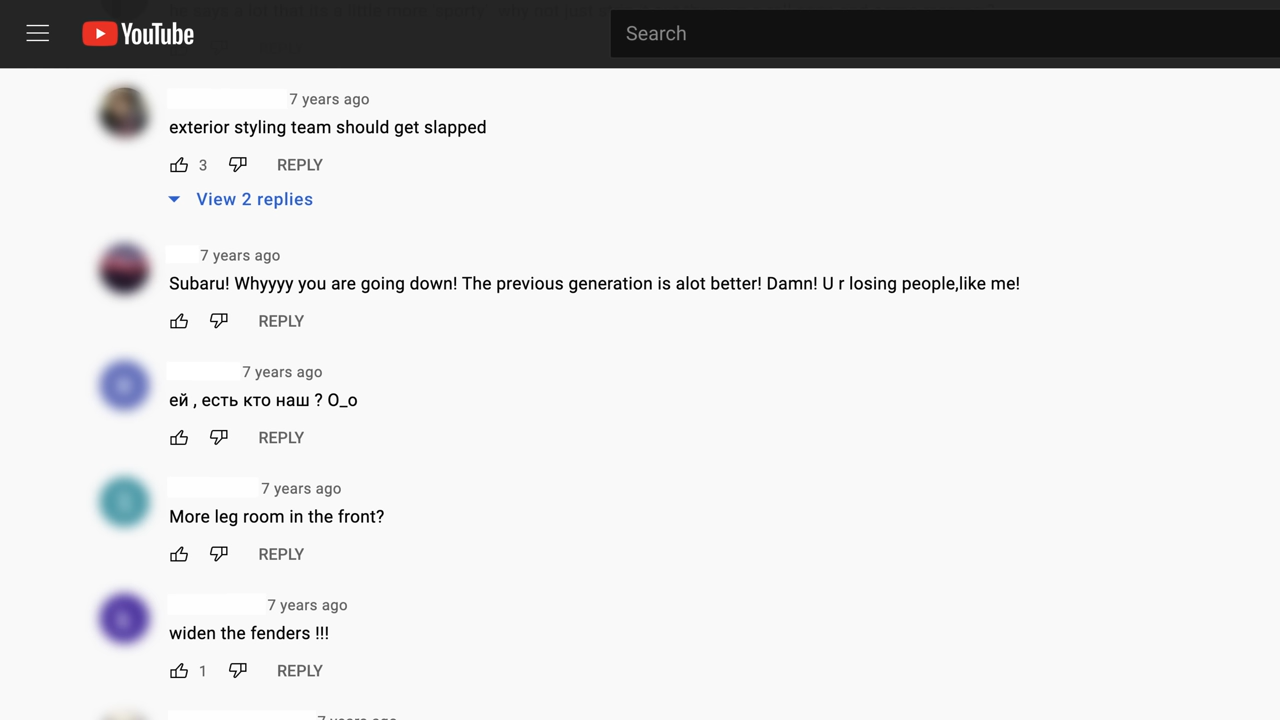 YouTube
Search
7 years ago
exterior styling team should get slapped
3 REPLY
View 2 replies
7 years ago
Subaru! Whyyyy you are going down! The previous generation is alot better! Damn! U r losing people,like me!
REPLY
7 years ago
ей , есть кто наш ? О_о
REPLY
7 years ago
More leg room in the front?
REPLY
7 years ago
widen the fenders !!!
1 REPLY
7 years ago